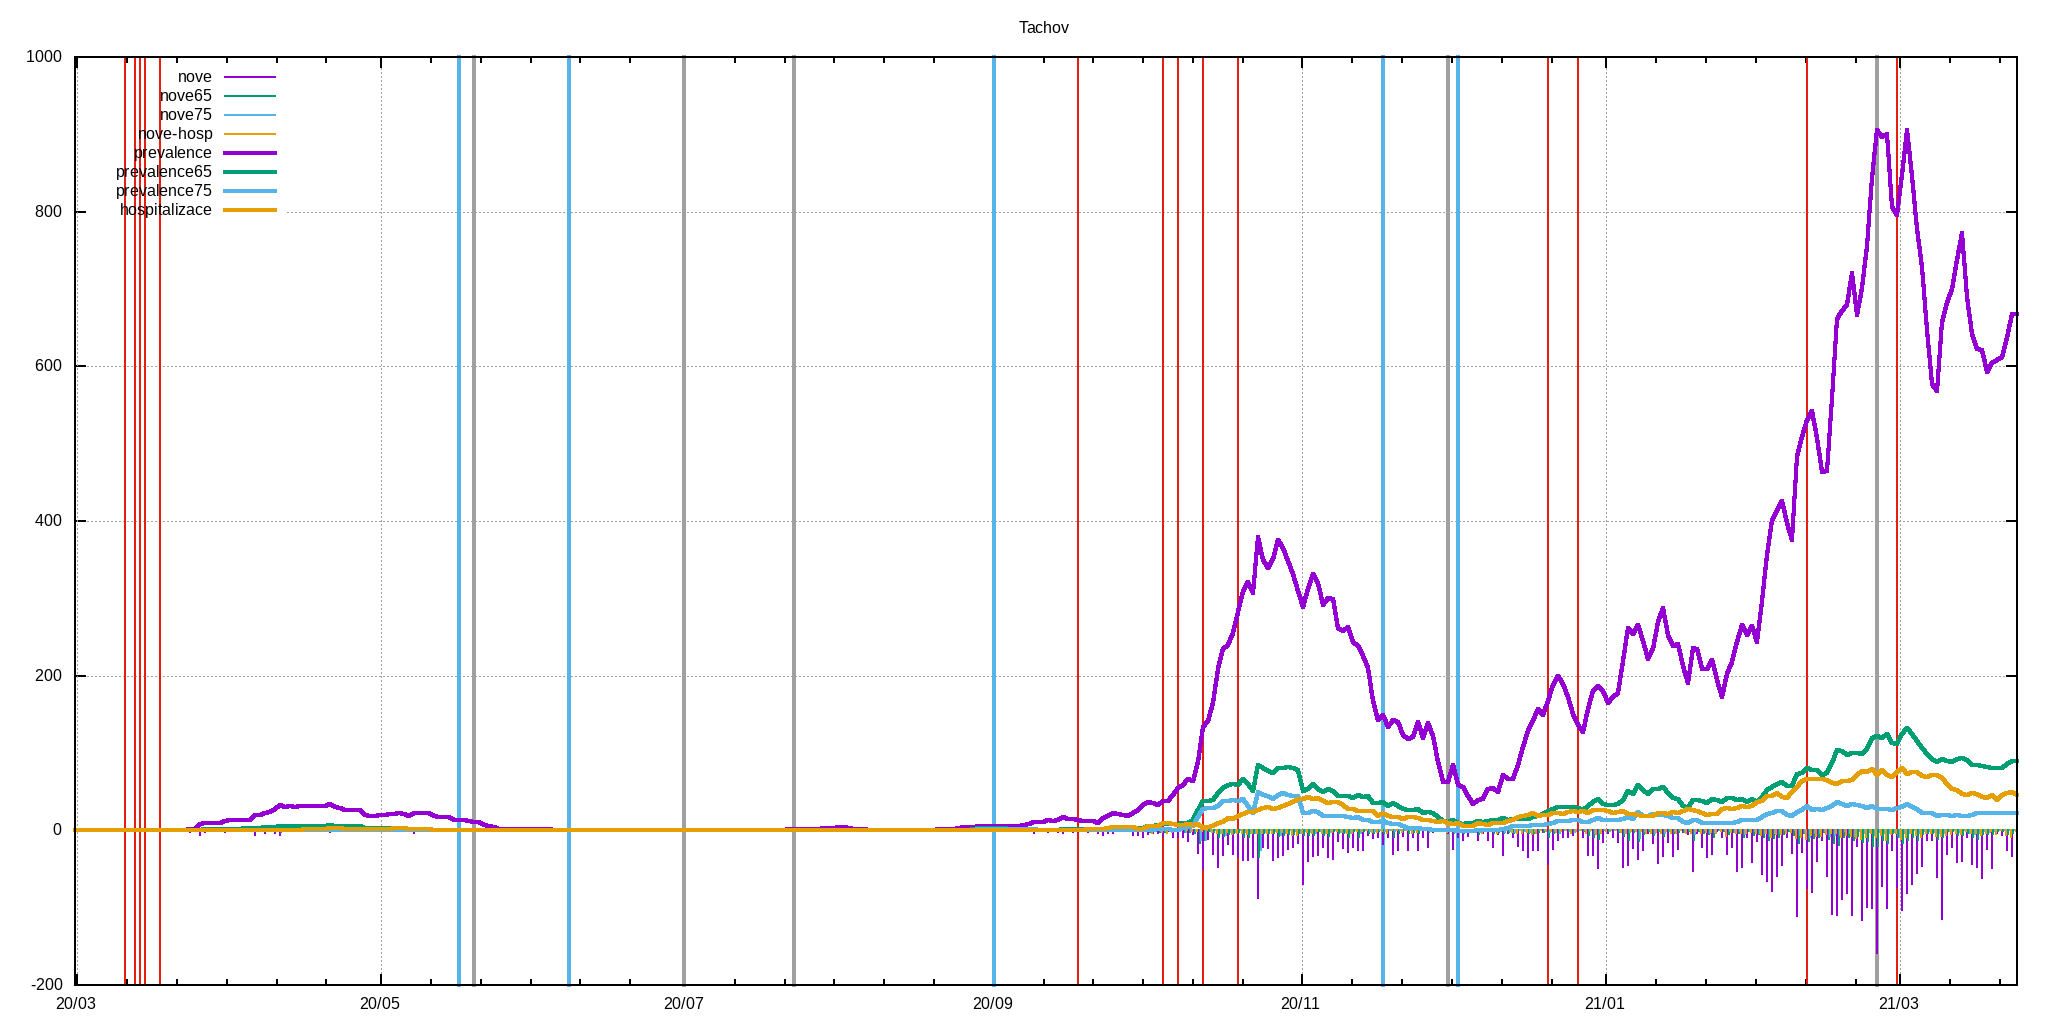 Tachov
1000
800
600
400
200
0
-200
nove
nove65
nove75
nove-hosp
prevalence
prevalence65
prevalence75
hospitalizace
20/03
20/05
20/07
20/09
20/11
21/01
21/03